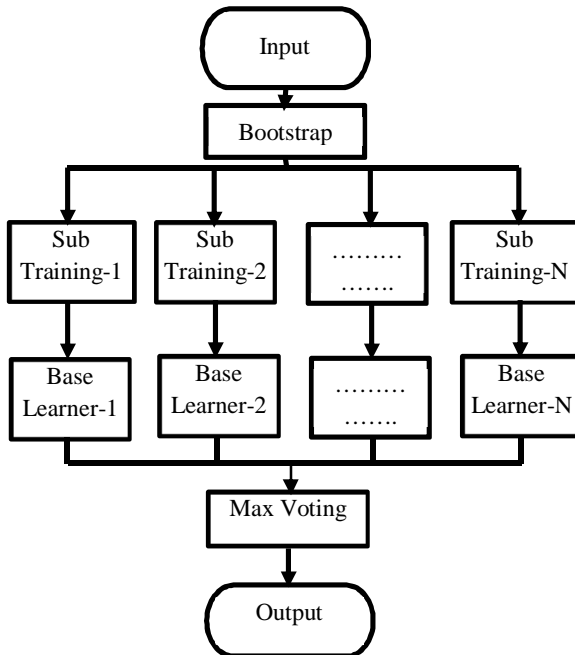 Input
Bootstrap
Sub
Training-1
Sub
Training-2
………
…….
Sub
Training-N
Base
Learner-1
Base
Learner-2
………
…….
Base
Learner-N
Max Voting
Output